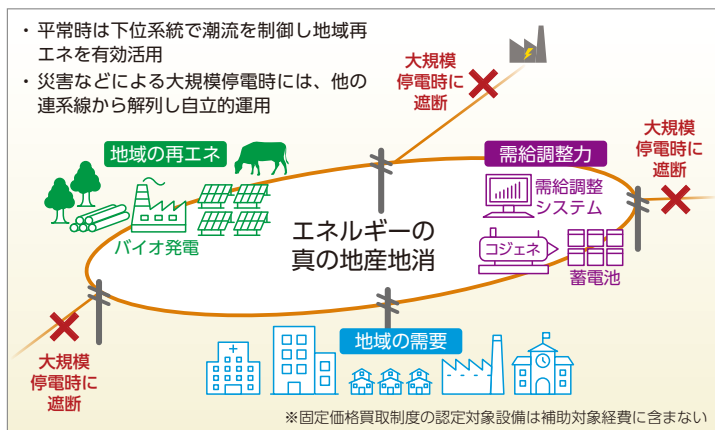 ・平常時は下位系統で潮流を制御し地域再
エネを有効活用
・災害などによる大規模停電時には、他の
連系線から解列し自立的運用
大規模
停電時に
遮断
大規模
停電時に
遮断
地域の再エネ
需給調整力
需給調整
システム
バイオ発電
エネルギーの
真の地産地消
コジェネ
蓄電池
地域の需要
大規模
停電時に
遮断
※固定価格買取制度の認定対象設備は補助対象経費に含まない